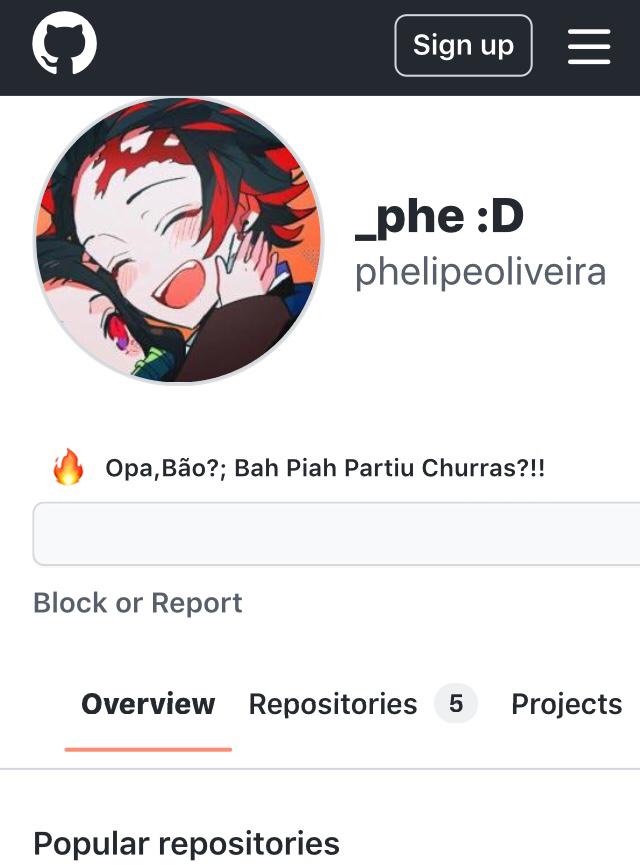 Sign up
_phe :D
phelipeoliveira
🔥 Opa,Bão?; Bah Piah Partiu Churras?!!
Block or Report
Overview Repositories 5 Projects
Popular repositories